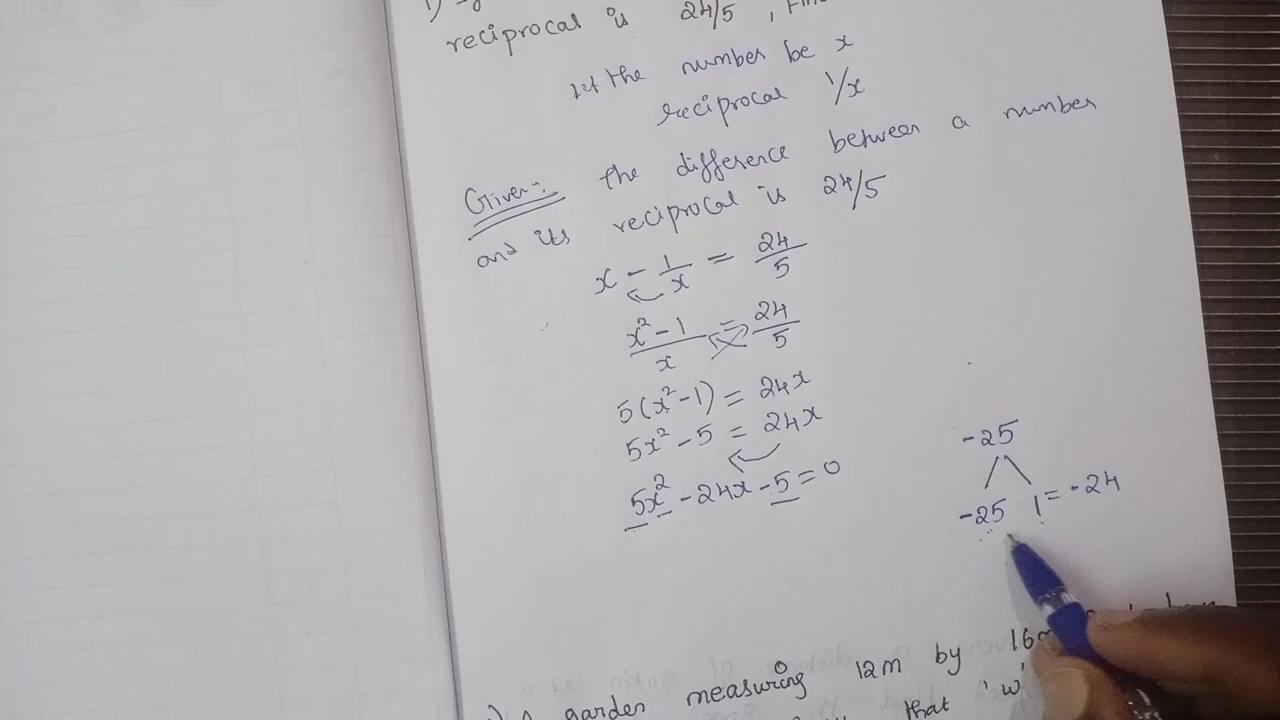 reciprocal is 24/5 ,
Let the number be x
reciprocal 1/x
Given:- the difference between a number
and its reciprocal is 24/5
x - 1/x = 24/5
x² - 1 / x = 24/5
5(x² - 1) = 24x
5x² - 5 = 24x
5x² - 24x - 5 = 0
-25
-25 1 = -24
garden measuring 12m by 16m
that 'w'